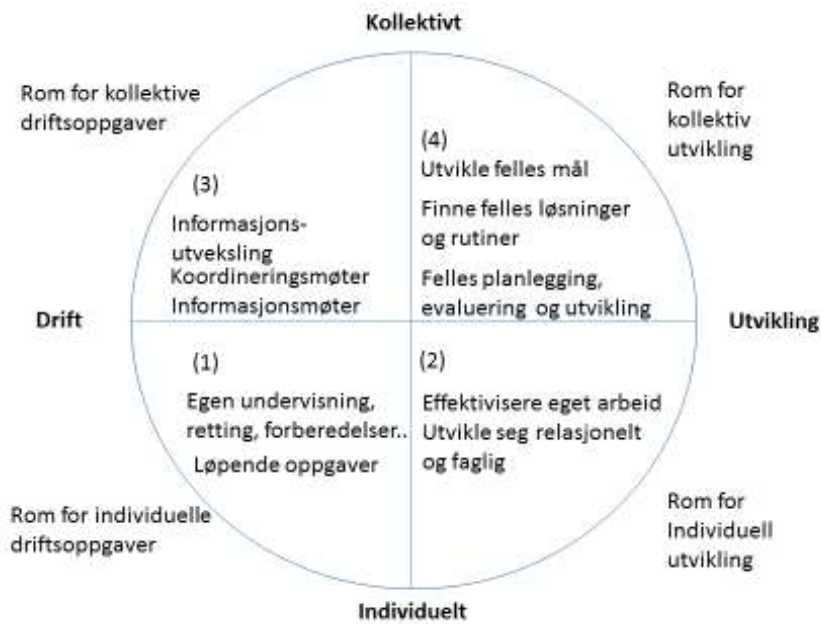 Kollektivt
Rom for kollektive
driftsoppgaver
Rom for
kollektiv
utvikling
(3)
Informasjons-
utveksling
Koordineringsmøter
Informasjonsmøter
(4)
Utvikle felles mål
Finne felles løsninger
og rutiner
Felles planlegging,
evaluering og utvikling
Drift
Utvikling
(1)
Egen undervisning,
retting, forberedelser..
Løpende oppgaver
(2)
Effektivisere eget arbeid
Utvikle seg relasjonelt
og faglig
Rom for individuelle
driftsoppgaver
Rom for
Individuell
utvikling
Individuelt